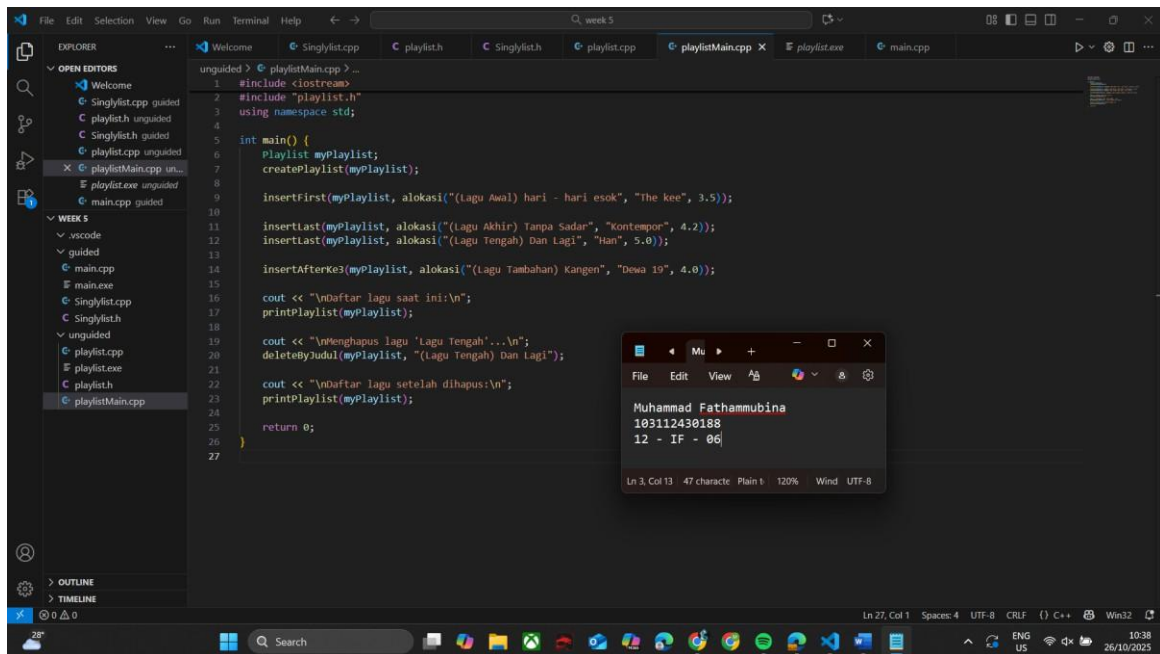 File Edit Selection View Go Run Terminal Help
week 5
EXPLORER
OPEN EDITORS
Welcome
Singlylist.cpp guided
playlist.h unguided
Singlylist.h guided
playlist.cpp unguided
playlistMain.cpp un...
playlist.exe unguided
main.cpp guided
WEEK 5
.vscode
guided
main.cpp
main.exe
Singlylist.cpp
Singlylist.h
unguided
playlist.cpp
playlist.exe
playlist.h
playlistMain.cpp
OUTLINE
TIMELINE
Welcome Singlylist.cpp playlist.h Singlylist.h playlist.cpp playlistMain.cpp playlist.exe main.cpp
unguided > playlistMain.cpp > ...
1 #include <iostream>
2 #include "playlist.h"
3 using namespace std;
4
5 int main() {
6 Playlist myPlaylist;
7 createPlaylist(myPlaylist);
8
9 insertFirst(myPlaylist, alokasi("(Lagu Awal) hari - hari esok", "The kee", 3.5));
10
11 insertLast(myPlaylist, alokasi("(Lagu Akhir) Tanpa Sadar", "Kontempor", 4.2));
12 insertLast(myPlaylist, alokasi("(Lagu Tengah) Dan Lagi", "Han", 5.0));
13
14 insertAfterKe3(myPlaylist, alokasi("(Lagu Tambahan) Kangen", "Dewa 19", 4.0));
15
16 cout << "\nDaftar lagu saat ini:\n";
17 printPlaylist(myPlaylist);
18
19 cout << "\nMenghapus lagu 'Lagu Tengah'...\n";
20 deleteByJudul(myPlaylist, "(Lagu Tengah) Dan Lagi");
21
22 cout << "\nDaftar lagu setelah dihapus:\n";
23 printPlaylist(myPlaylist);
24
25 return 0;
26 }
27
Mu
File Edit View
Muhammad Fathammubina
103112430188
12 - IF - 06
Ln 3, Col 13 47 characte Plain t 120% Wind UTF-8
0 0 Ln 27, Col 1 Spaces: 4 UTF-8 CRLF {} C++ Win32
28° Search ENG US 10:38 26/10/2025